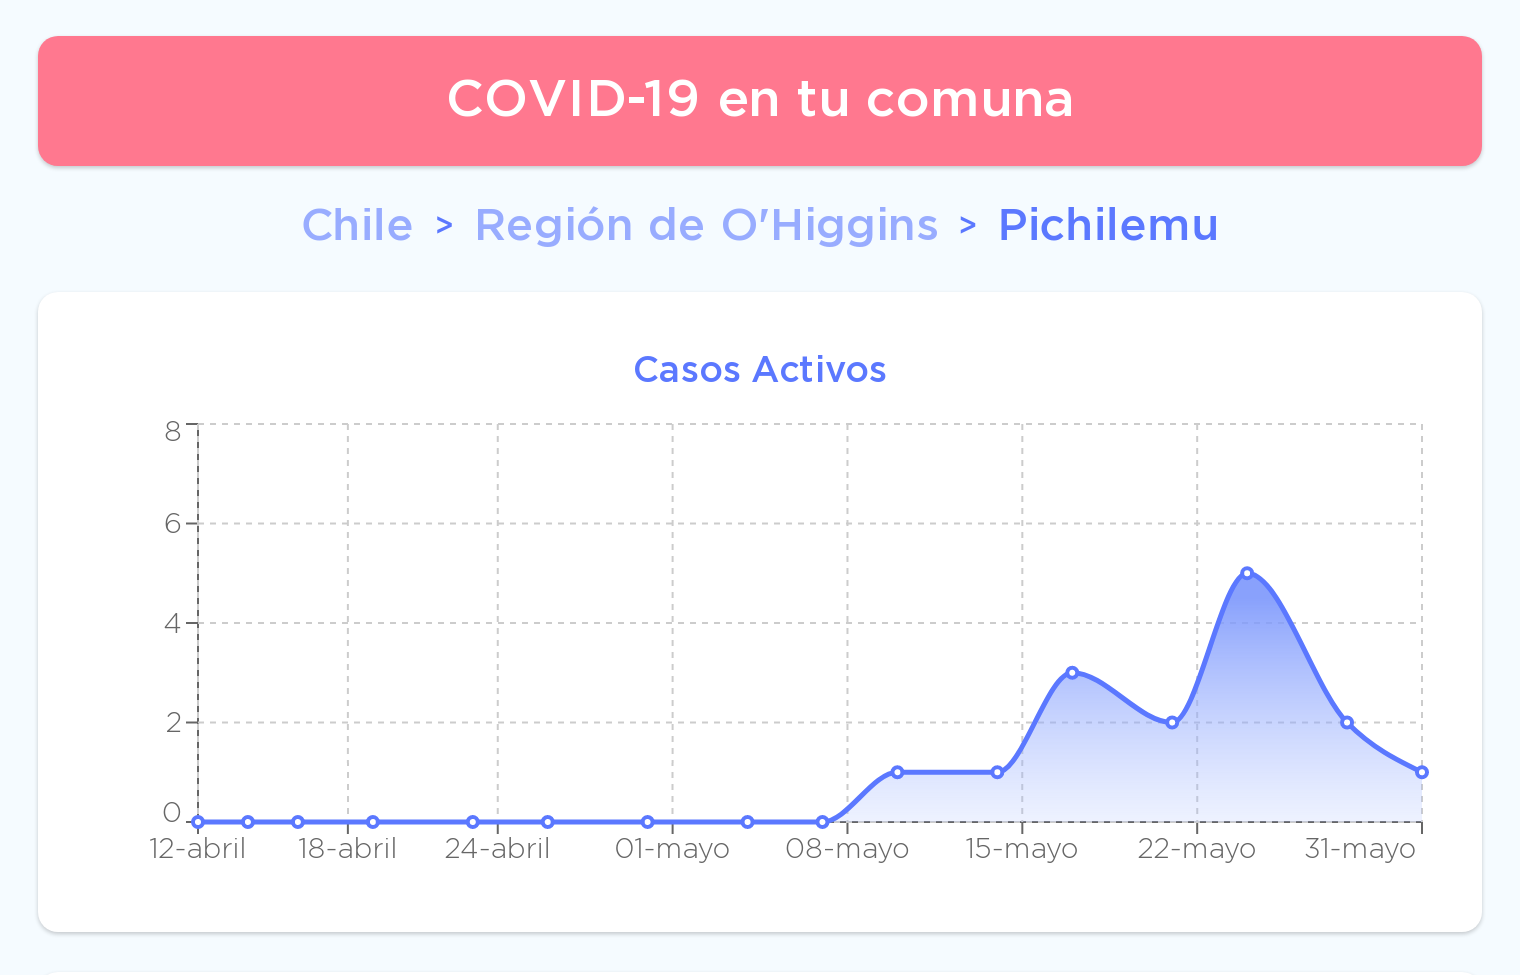 COVID-19 en tu comuna
Chile > Región de O'Higgins > Pichilemu
Casos Activos
8
6
4
2
0
12-abril 18-abril 24-abril 01-mayo 08-mayo 15-mayo 22-mayo 31-mayo